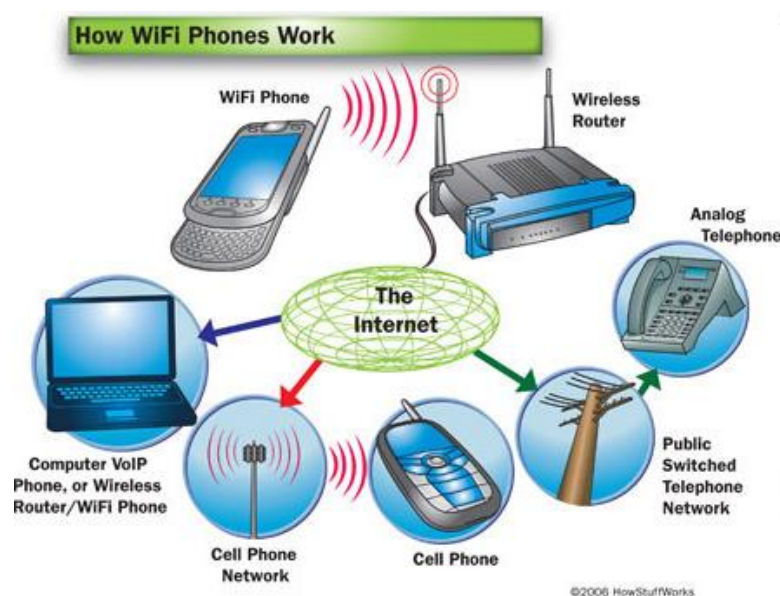 How WiFi Phones Work
WiFi Phone
Wireless
Router
Analog
Telephone
The
Internet
Computer VoIP
Phone, or Wireless
Router/WiFi Phone
Cell Phone
Network
Cell Phone
Public
Switched
Telephone
Network
©2006 HowStuffWorks